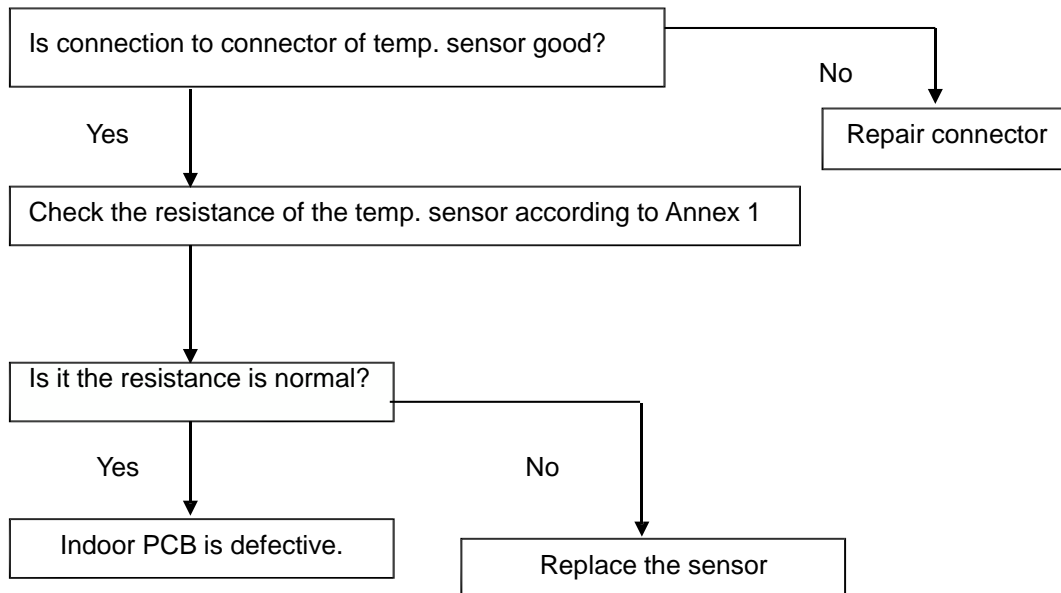 Is connection to connector of temp. sensor good?
No
Yes
Repair connector
Check the resistance of the temp. sensor according to Annex 1
Is it the resistance is normal?
Yes
No
Indoor PCB is defective.
Replace the sensor